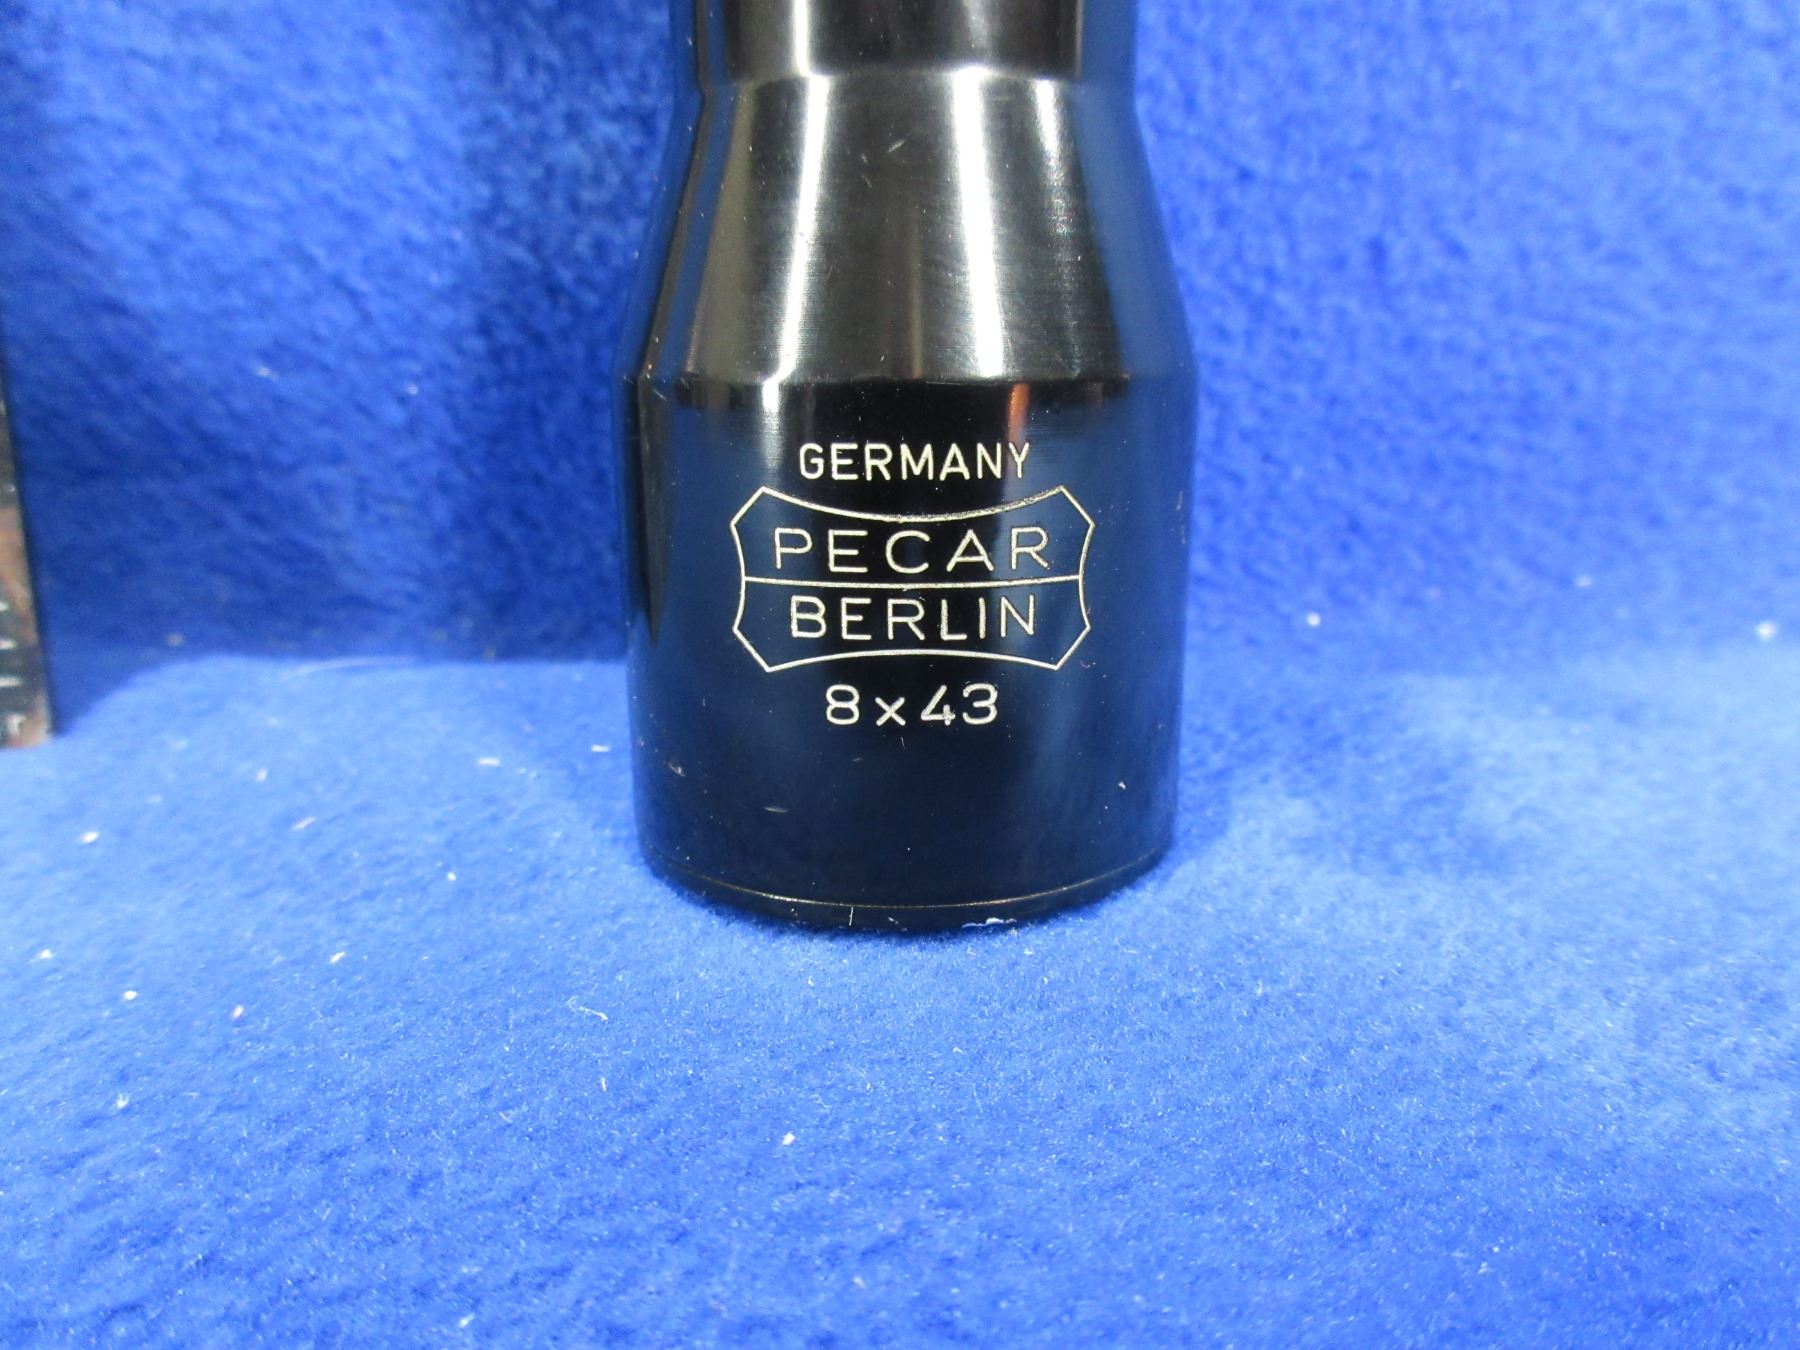 GERMANY
PECAR
BERLIN
8x43